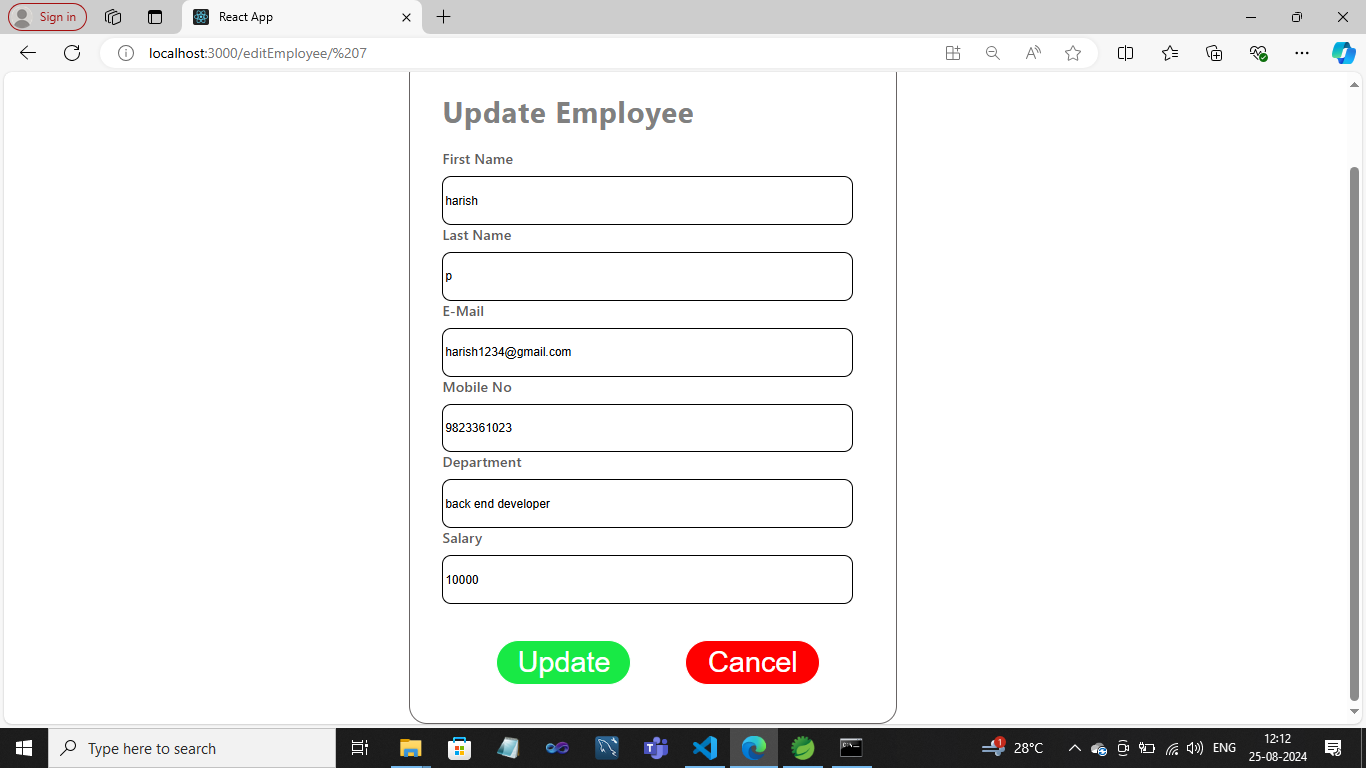 Sign in
React App
localhost:3000/editEmployee/%207
Update Employee
First Name
harish
Last Name
p
E-Mail
harish1234@gmail.com
Mobile No
9823361023
Department
back end developer
Salary
10000
Update Cancel
Type here to search
1
28°C
ENG
12:12
25-08-2024